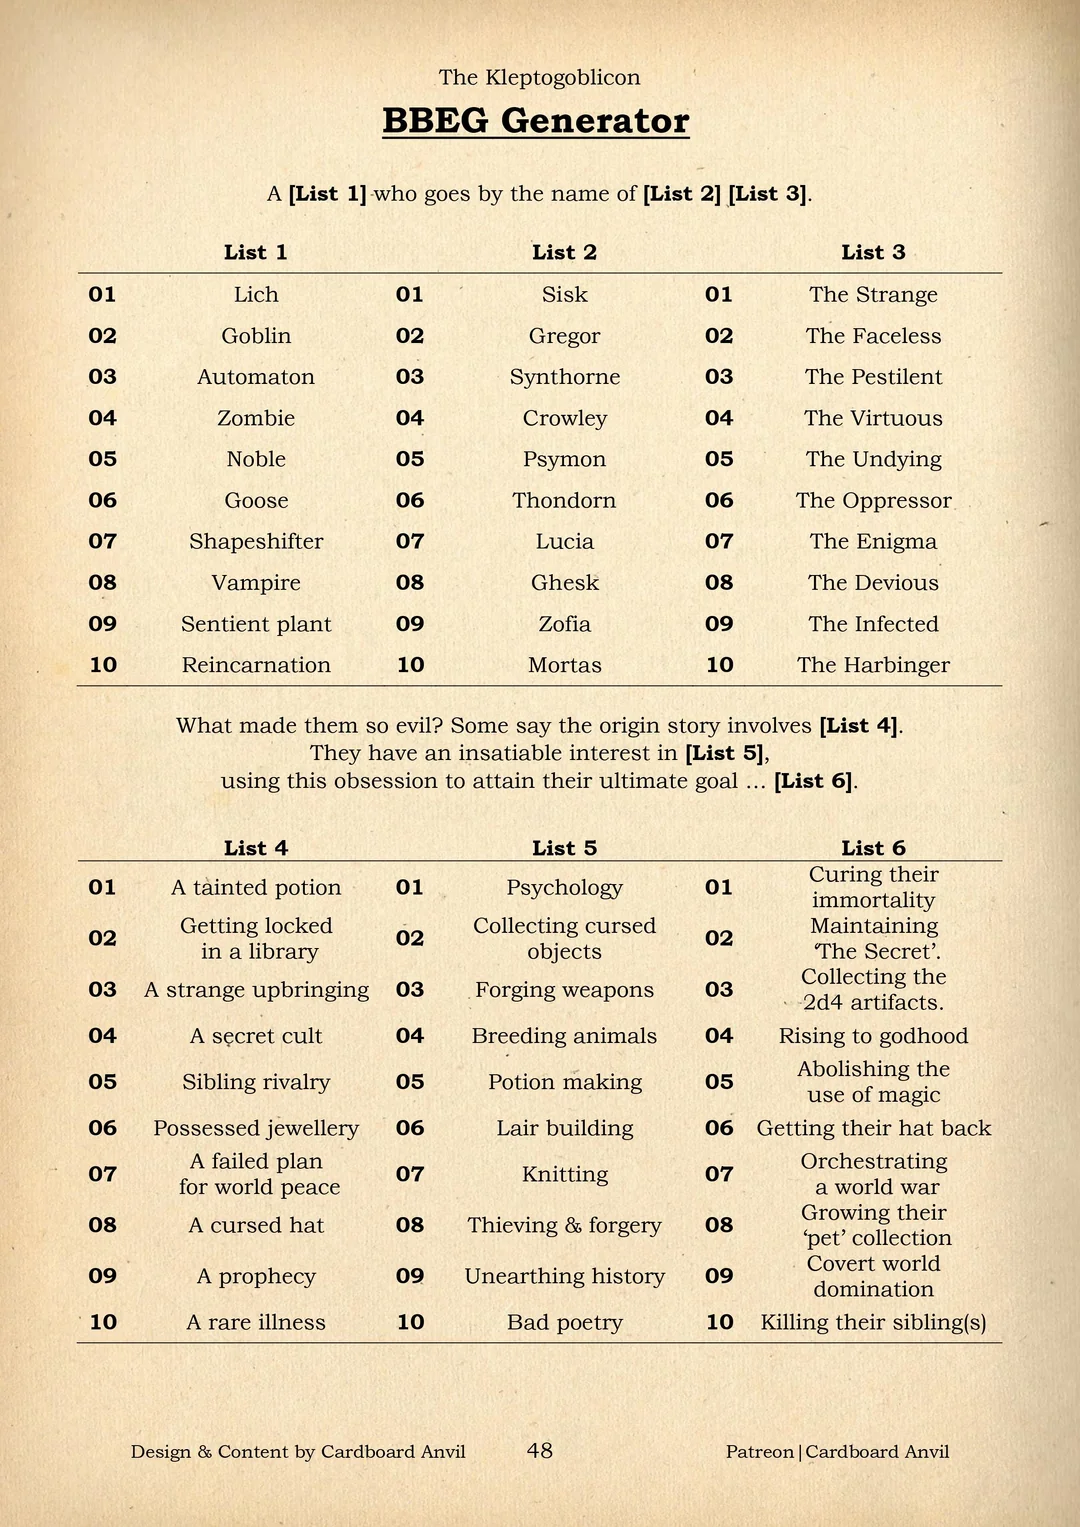 The Kleptogoblicon
BBEG Generator
A [List 1] who goes by the name of [List 2] [List 3].
List 1 List 2 List 3
01 Lich 01 Sisk 01 The Strange
02 Goblin 02 Gregor 02 The Faceless
03 Automaton 03 Synthorne 03 The Pestilent
04 Zombie 04 Crowley 04 The Virtuous
05 Noble 05 Psymon 05 The Undying
06 Goose 06 Thondorn 06 The Oppressor
07 Shapeshifter 07 Lucia 07 The Enigma
08 Vampire 08 Ghesk 08 The Devious
09 Sentient plant 09 Zofia 09 The Infected
10 Reincarnation 10 Mortas 10 The Harbinger
What made them so evil? Some say the origin story involves [List 4].
They have an insatiable interest in [List 5],
using this obsession to attain their ultimate goal ... [List 6].
List 4 List 5 List 6
01 A tainted potion 01 Psychology 01 Curing their
immortality
02 Getting locked
in a library 02 Collecting cursed
objects 02 Maintaining
‘The Secret’.
03 A strange upbringing 03 Forging weapons 03 Collecting the
2d4 artifacts.
04 A secret cult 04 Breeding animals 04 Rising to godhood
05 Sibling rivalry 05 Potion making 05 Abolishing the
use of magic
06 Possessed jewellery 06 Lair building 06 Getting their hat back
07 A failed plan
for world peace 07 Knitting 07 Orchestrating
a world war
08 A cursed hat 08 Thieving & forgery 08 Growing their
‘pet’ collection
09 A prophecy 09 Unearthing history 09 Covert world
domination
10 A rare illness 10 Bad poetry 10 Killing their sibling(s)
Design & Content by Cardboard Anvil 48 Patreon|Cardboard Anvil